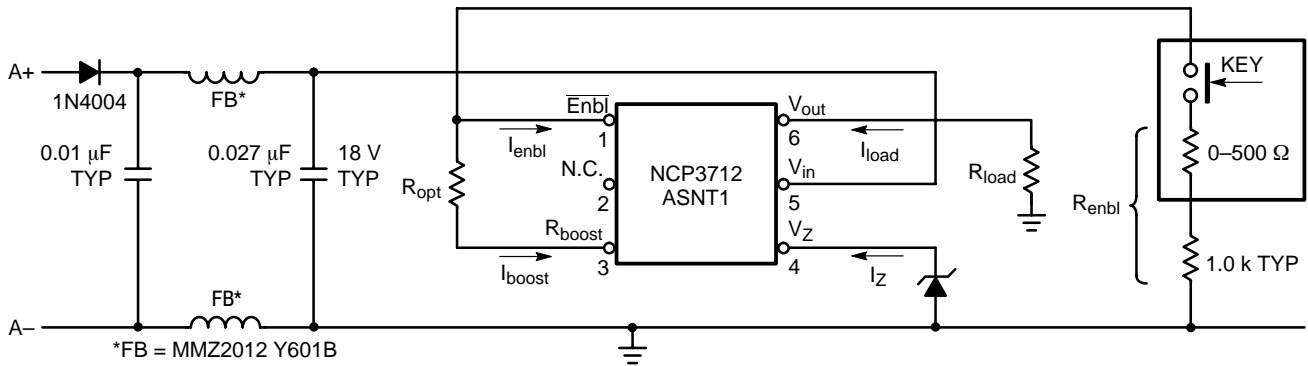 A+
1N4004
FB*
0.01 μF
TYP
0.027 μF
TYP
18 V
TYP
Enbl
1
I_enbl
N.C.
2
R_opt
R_boost
3
I_boost
NCP3712
ASNT1
V_out
6
I_load
V_in
5
V_Z
4
I_Z
R_load
KEY
0–500 Ω
R_enbl
1.0 k TYP
FB*
A–
*FB = MMZ2012 Y601B